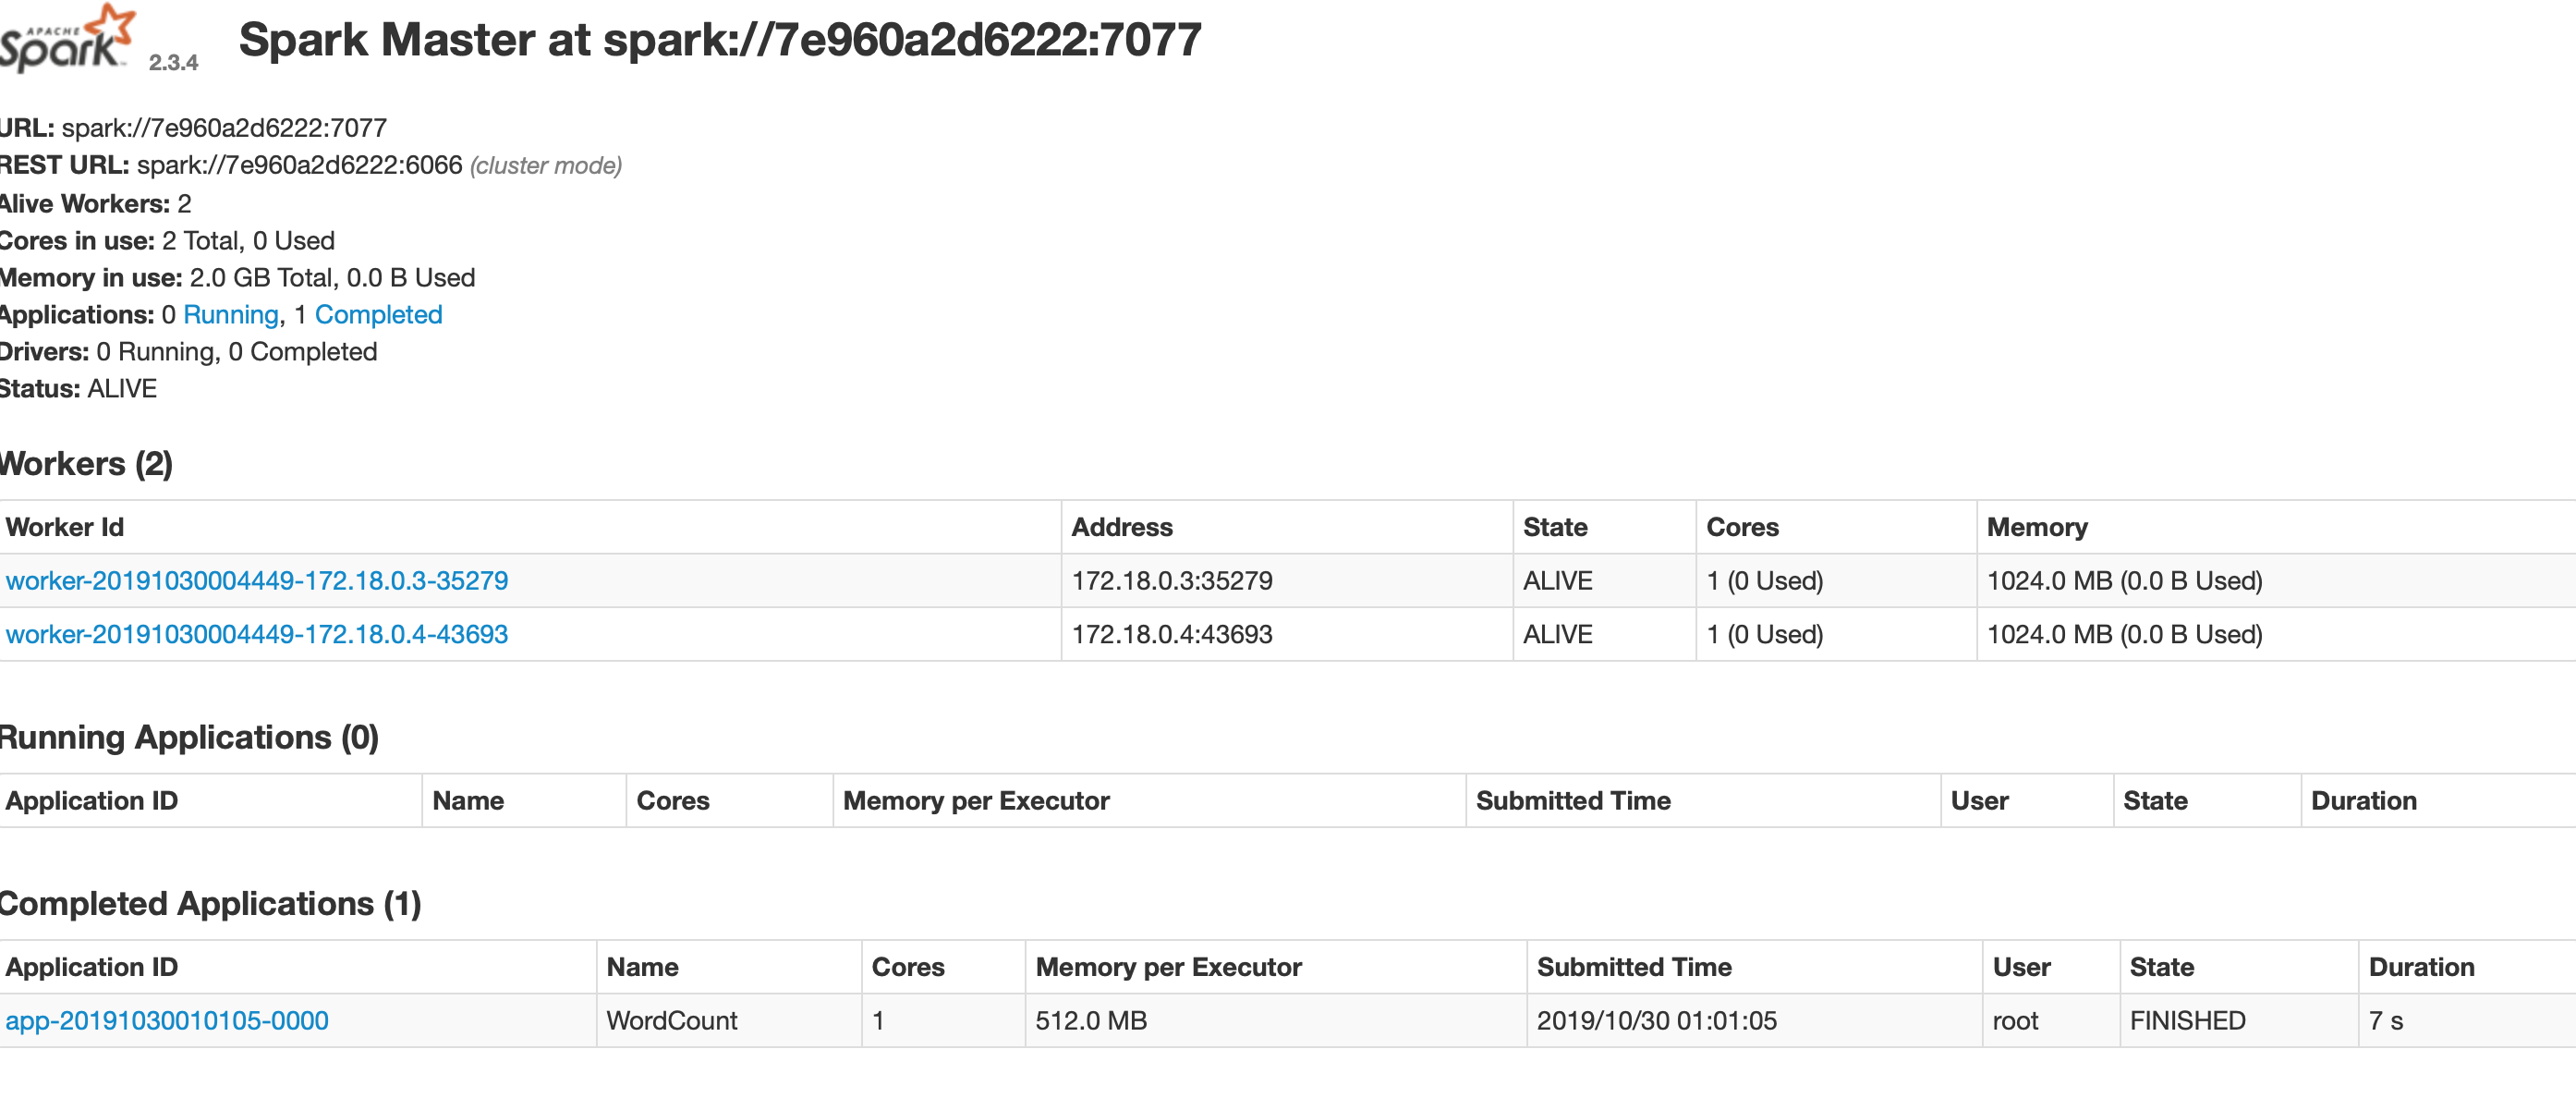 APACHE
Spark 2.3.4 Spark Master at spark://7e960a2d6222:7077
URL: spark://7e960a2d6222:7077
REST URL: spark://7e960a2d6222:6066 (cluster mode)
Alive Workers: 2
Cores in use: 2 Total, 0 Used
Memory in use: 2.0 GB Total, 0.0 B Used
Applications: 0 Running, 1 Completed
Drivers: 0 Running, 0 Completed
Status: ALIVE
Workers (2)
Worker Id Address State Cores Memory
worker-20191030004449-172.18.0.3-35279 172.18.0.3:35279 ALIVE 1 (0 Used) 1024.0 MB (0.0 B Used)
worker-20191030004449-172.18.0.4-43693 172.18.0.4:43693 ALIVE 1 (0 Used) 1024.0 MB (0.0 B Used)
Running Applications (0)
Application ID Name Cores Memory per Executor Submitted Time User State Duration
Completed Applications (1)
Application ID Name Cores Memory per Executor Submitted Time User State Duration
app-20191030010105-0000 WordCount 1 512.0 MB 2019/10/30 01:01:05 root FINISHED 7 s